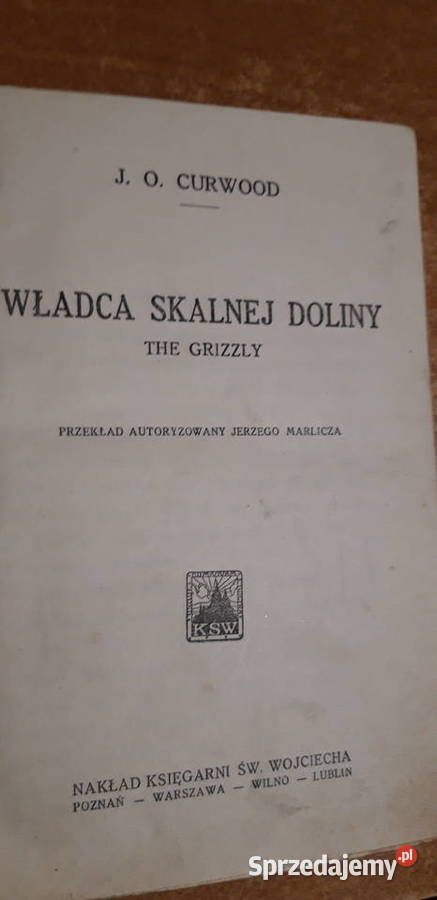 J. O. CURWOOD
WŁADCA SKALNEJ DOLINY
THE GRIZZLY
PRZEKŁAD AUTORYZOWANY JERZEGO MARLICZA
KSW
NAKŁAD KSIĘGARNI ŚW. WOJCIECHA
POZNAŃ — WARSZAWA — WILNO — LUBLIN
Sprzedajemy.pl